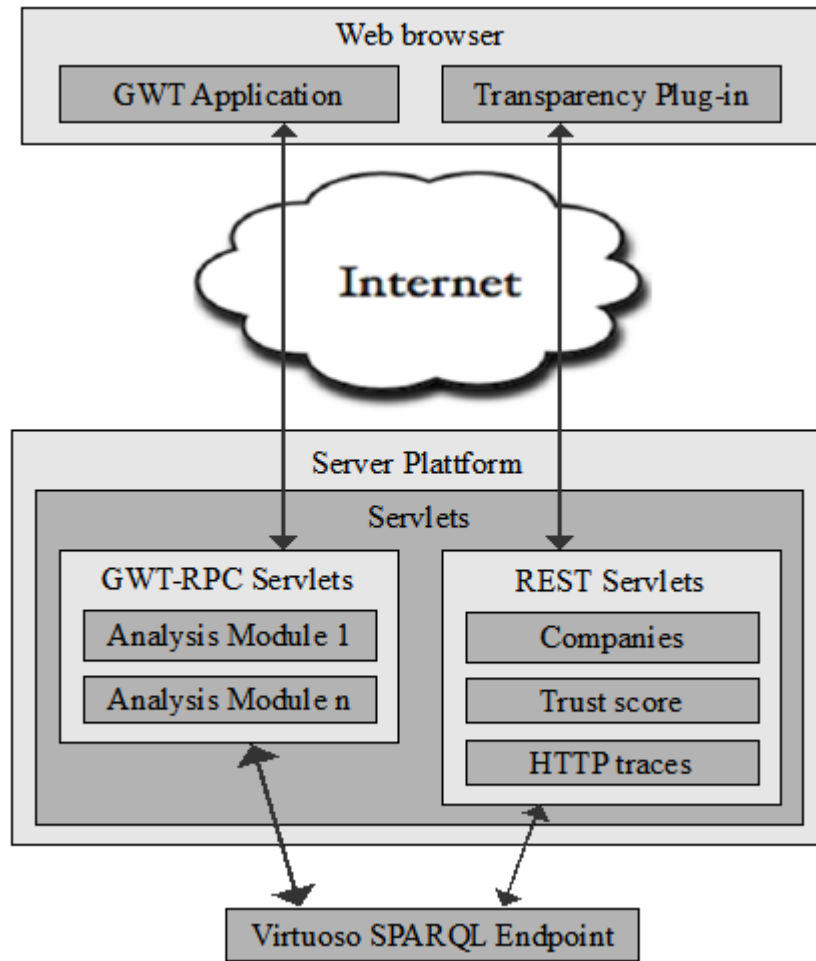 Web browser
GWT Application
Transparency Plug-in
Internet
Server Plattform
Servlets
GWT-RPC Servlets
Analysis Module 1
Analysis Module n
REST Servlets
Companies
Trust score
HTTP traces
Virtuoso SPARQL Endpoint